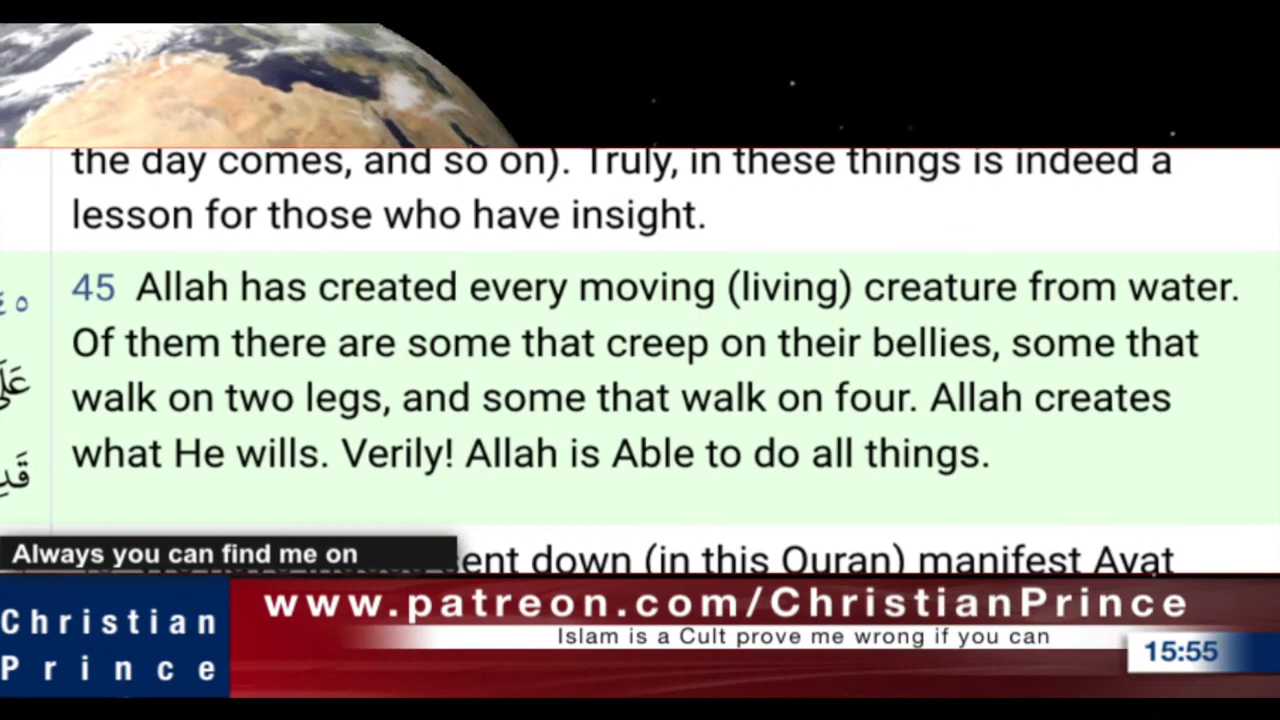 the day comes, and so on). Truly, in these things is indeed a
lesson for those who have insight.
45 Allah has created every moving (living) creature from water.
Of them there are some that creep on their bellies, some that
walk on two legs, and some that walk on four. Allah creates
what He wills. Verily! Allah is Able to do all things.
sent down (in this Quran) manifest Ayat
Always you can find me on
Christian
Prince
www.patreon.com/ChristianPrince
Islam is a Cult prove me wrong if you can
15:55